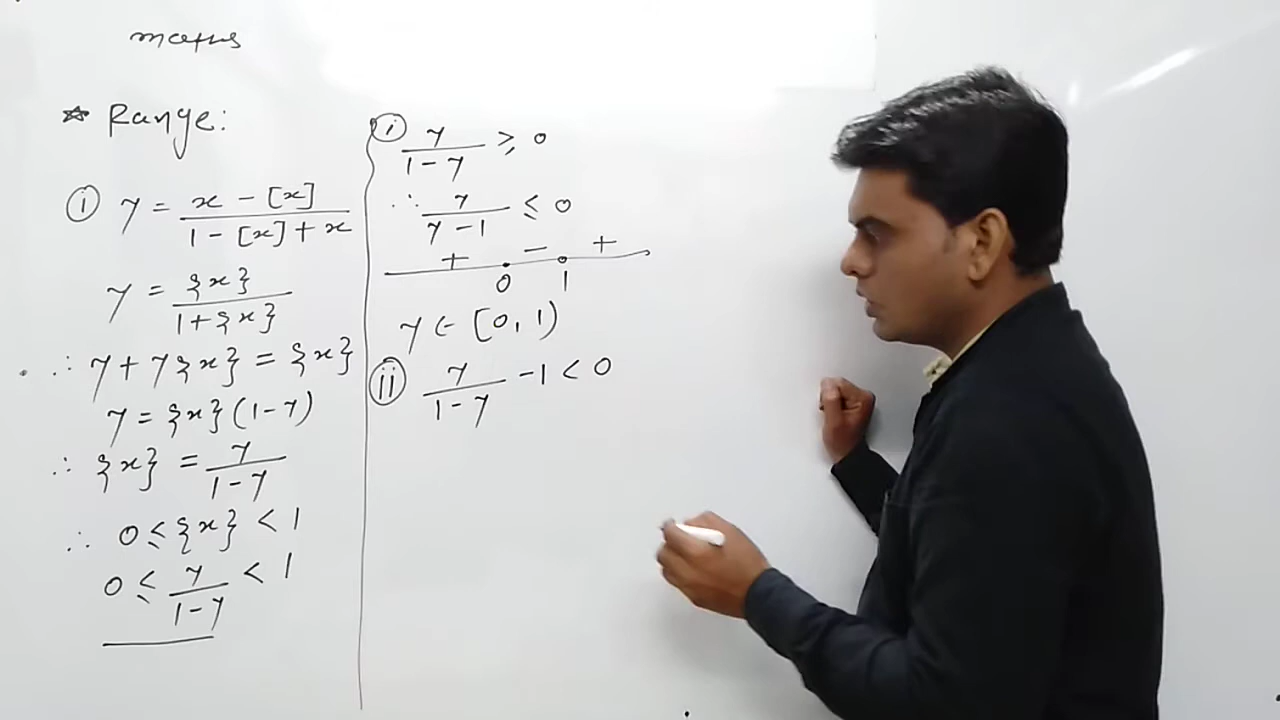 maths
☆ Range:
(i) y = (x - [x]) / (1 - [x] + x)
y = {x} / (1 + {x})
∴ y + y{x} = {x}
y = {x}(1 - y)
∴ {x} = y / (1 - y)
∴ 0 ≤ {x} < 1
0 ≤ y / (1 - y) < 1
(i) y / (1 - y) ≥ 0
∴ y / (y - 1) ≤ 0
+ - +
0 1
y ∈ [0, 1)
(ii) y / (1 - y) - 1 < 0